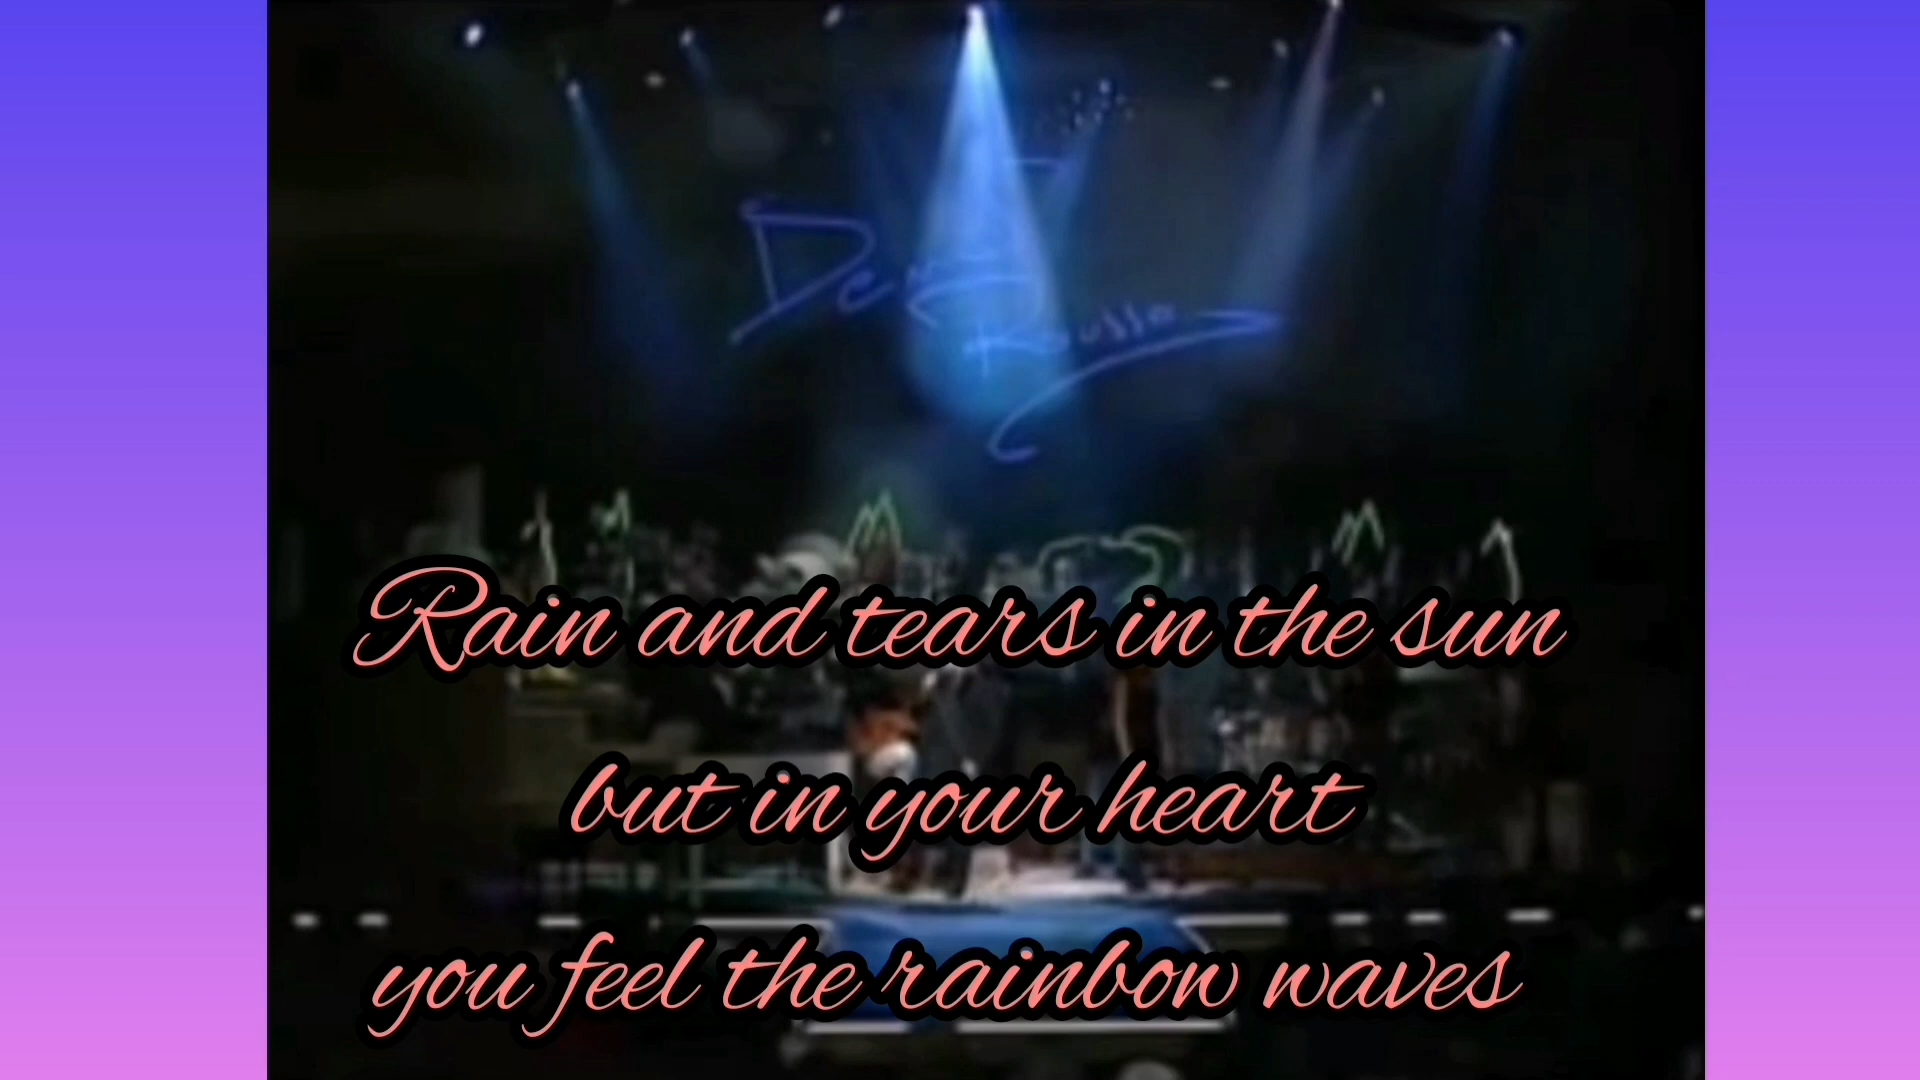 Rain and tears in the sun
but in your heart
you feel the rainbow waves